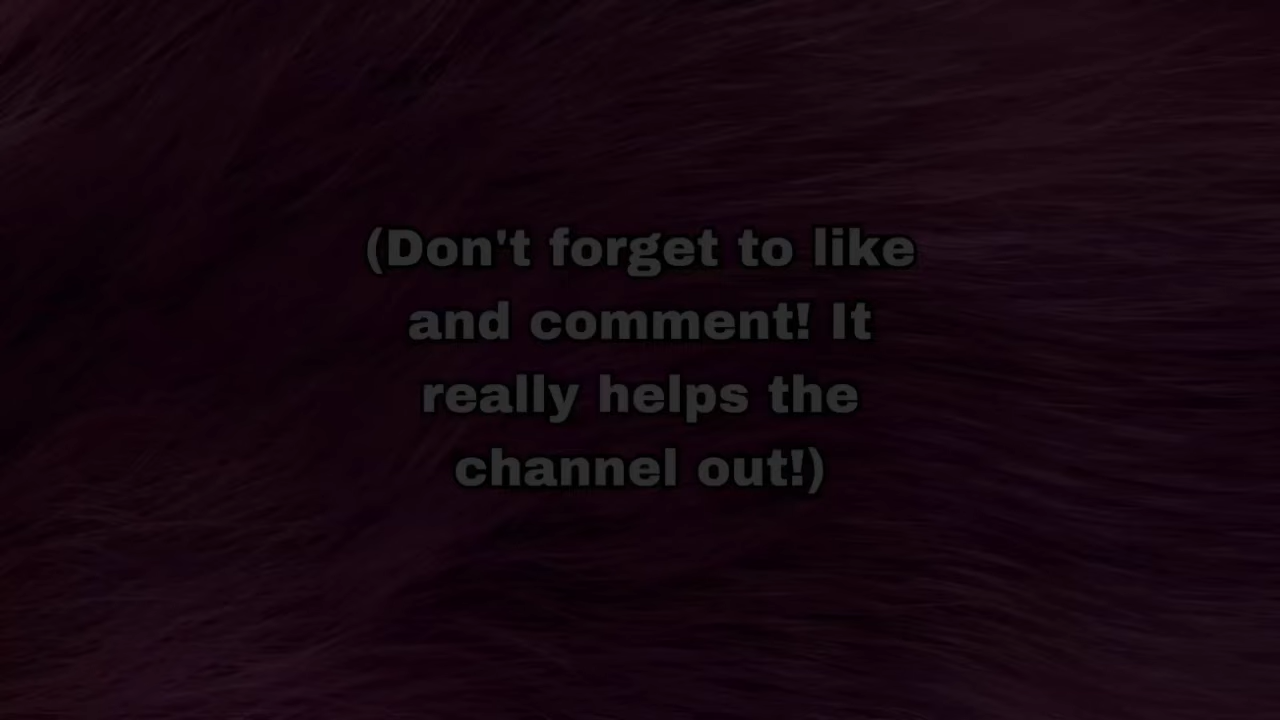 (Don't forget to like
and comment! It
really helps the
channel out!)